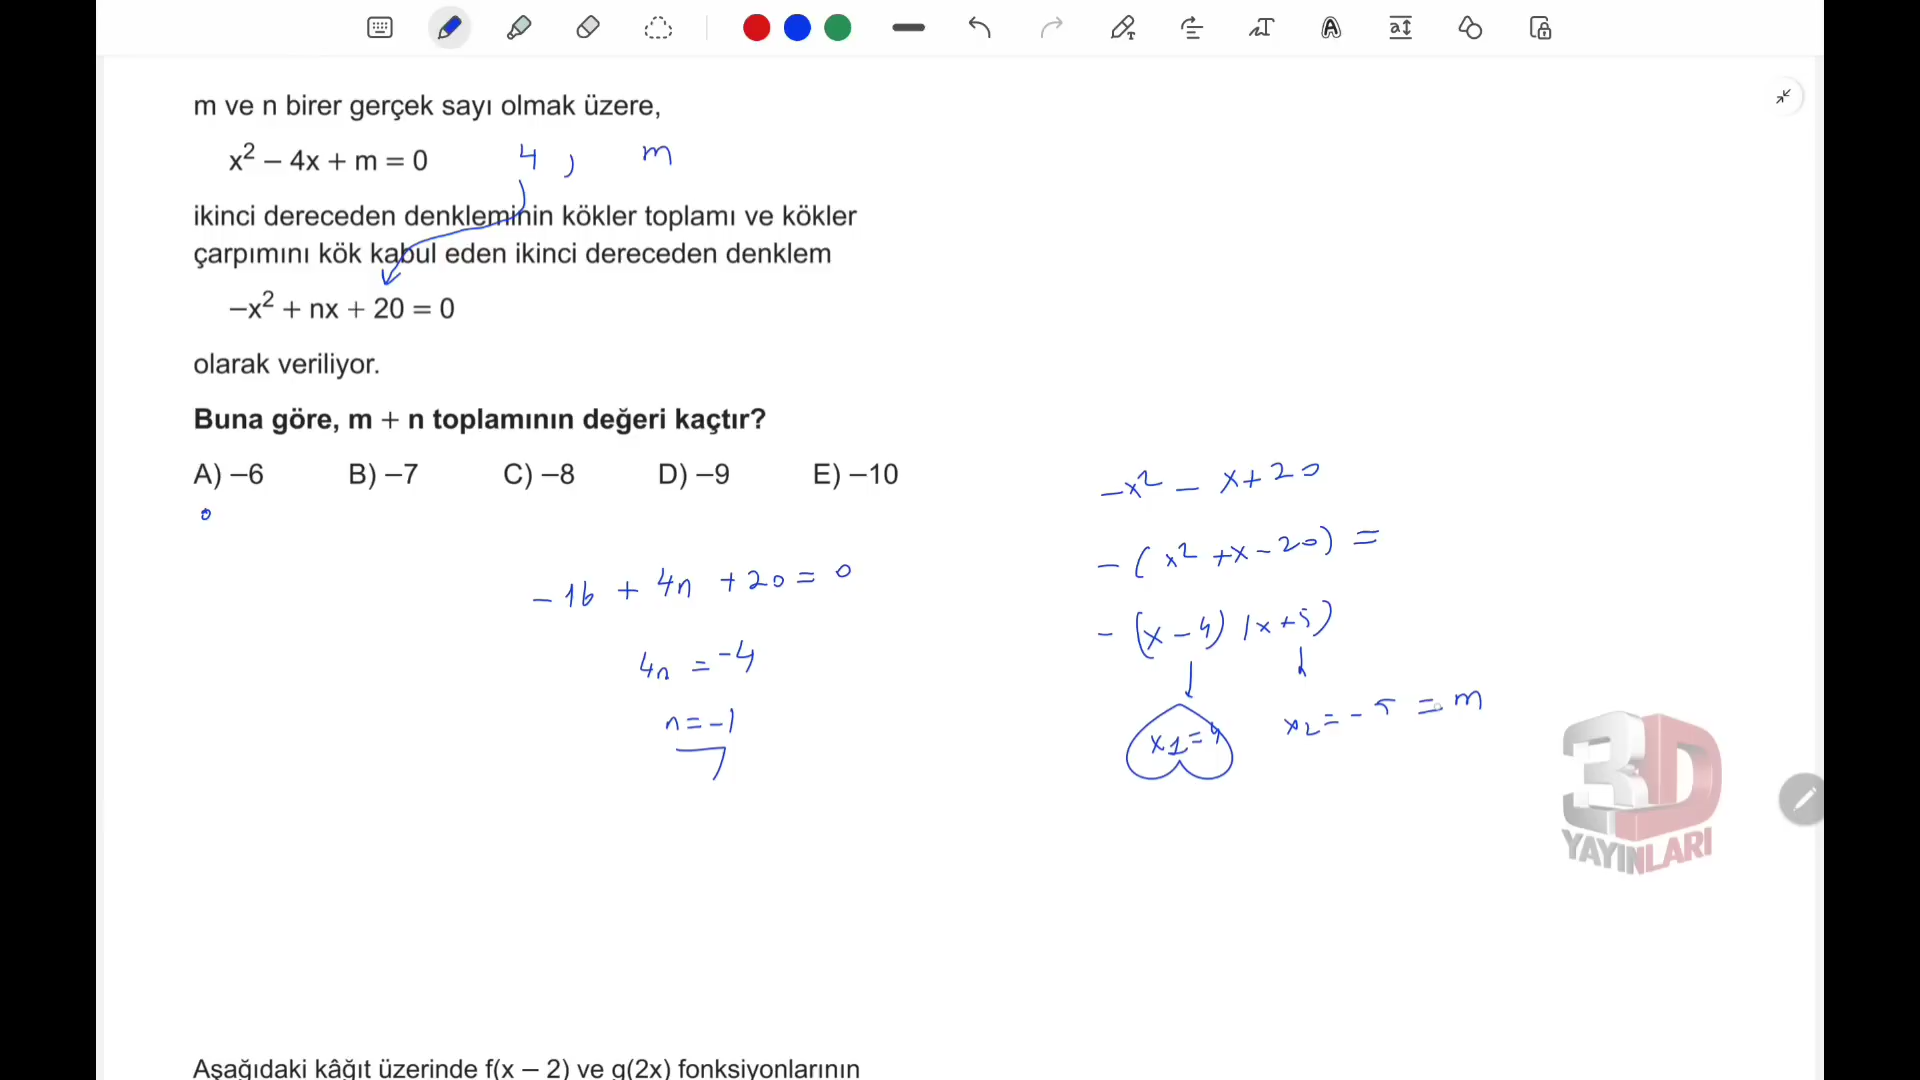 m ve n birer gerçek sayı olmak üzere,
x² – 4x + m = 0
4 , m
ikinci dereceden denkleminin kökler toplamı ve kökler
çarpımını kök kabul eden ikinci dereceden denklem
–x² + nx + 20 = 0
olarak veriliyor.
Buna göre, m + n toplamının değeri kaçtır?
A) –6 B) –7 C) –8 D) –9 E) –10
- 16 + 4n + 20 = 0
4n = -4
n = -1
-x² - x + 20
- (x² + x - 20) =
- (x - 4) (x + 5)
x1 = 4 x2 = - 5 = m
3D
YAYINLARI
Aşağıdaki kâğıt üzerinde f(x – 2) ve g(2x) fonksiyonlarının